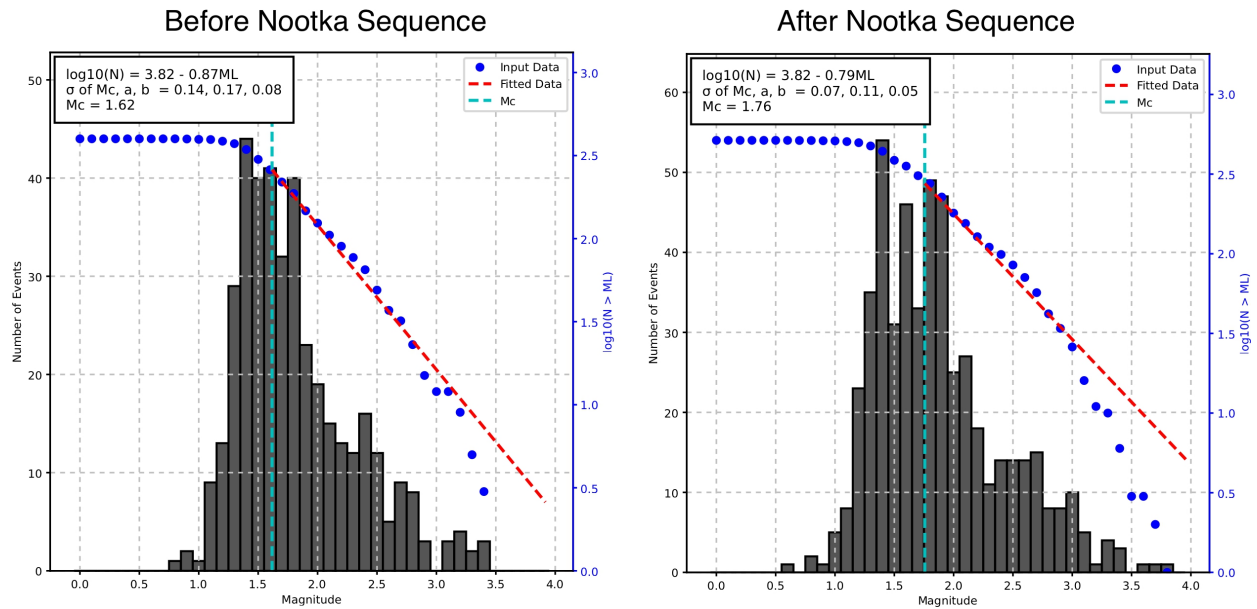 Before Nootka Sequence
log10(N) = 3.82 - 0.87ML
σ of Mc, a, b  = 0.14, 0.17, 0.08
Mc = 1.62
Input Data
Fitted Data
Mc
50
40
30
20
10
0
Number of Events
3.0
2.5
2.0
1.5
1.0
0.5
0.0
log10(N > ML)
0.0 0.5 1.0 1.5 2.0 2.5 3.0 3.5 4.0
Magnitude
After Nootka Sequence
log10(N) = 3.82 - 0.79ML
σ of Mc, a, b  = 0.07, 0.11, 0.05
Mc = 1.76
Input Data
Fitted Data
Mc
60
50
40
30
20
10
0
Number of Events
3.0
2.5
2.0
1.5
1.0
0.5
0.0
log10(N > ML)
0.0 0.5 1.0 1.5 2.0 2.5 3.0 3.5 4.0
Magnitude